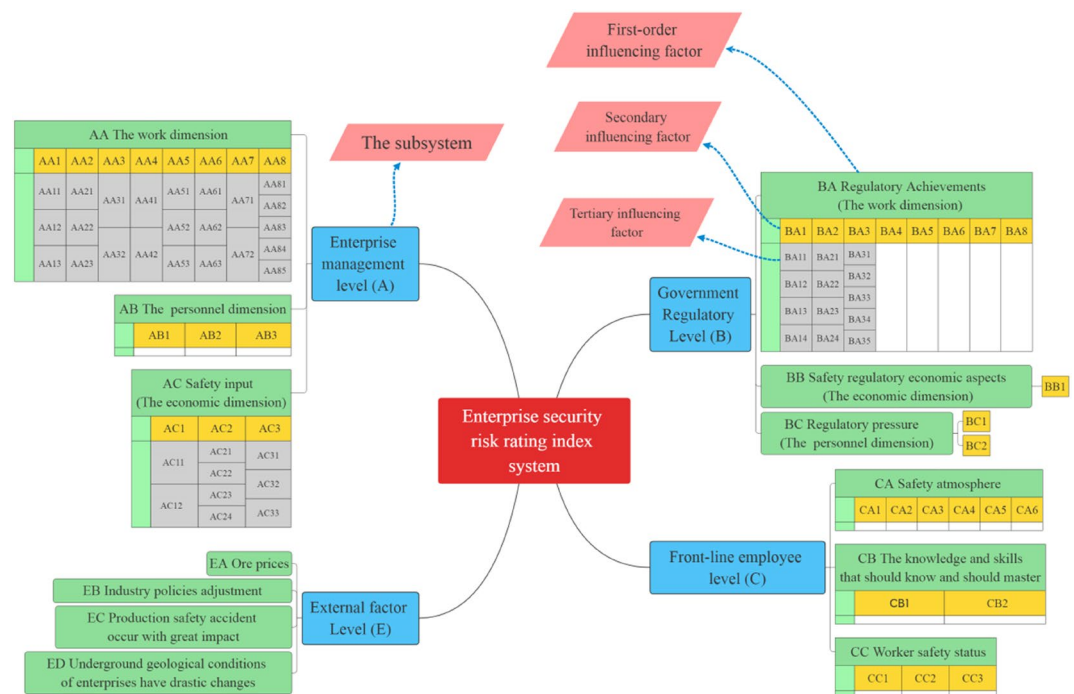 First-order
influencing factor
Secondary
influencing factor
Tertiary influencing
factor
The subsystem
AA The work dimension
AA1 AA2 AA3 AA4 AA5 AA6 AA7 AA8
AA11 AA12 AA13
AA21 AA22 AA23
AA31 AA32
AA41 AA42
AA51 AA52 AA53
AA61 AA62 AA63
AA71 AA72
AA81 AA82 AA83 AA84 AA85
AB The personnel dimension
AB1 AB2 AB3
AC Safety input
(The economic dimension)
AC1 AC2 AC3
AC11 AC12
AC21 AC22 AC23 AC24
AC31 AC32 AC33
Enterprise
management
level (A)
BA Regulatory Achievements
(The work dimension)
BA1 BA2 BA3 BA4 BA5 BA6 BA7 BA8
BA11 BA12 BA13 BA14
BA21 BA22 BA23 BA24
BA31 BA32 BA33 BA34 BA35
Government
Regulatory
Level (B)
BB Safety regulatory economic aspects
(The economic dimension)
BB1
BC Regulatory pressure
(The personnel dimension)
BC1
BC2
Enterprise security
risk rating index
system
CA Safety atmosphere
CA1 CA2 CA3 CA4 CA5 CA6
Front-line employee
level (C)
CB The knowledge and skills
that should know and should master
CB1 CB2
CC Worker safety status
CC1 CC2 CC3
EA Ore prices
EB Industry policies adjustment
EC Production safety accident
occur with great impact
ED Underground geological conditions
of enterprises have drastic changes
External factor
Level (E)